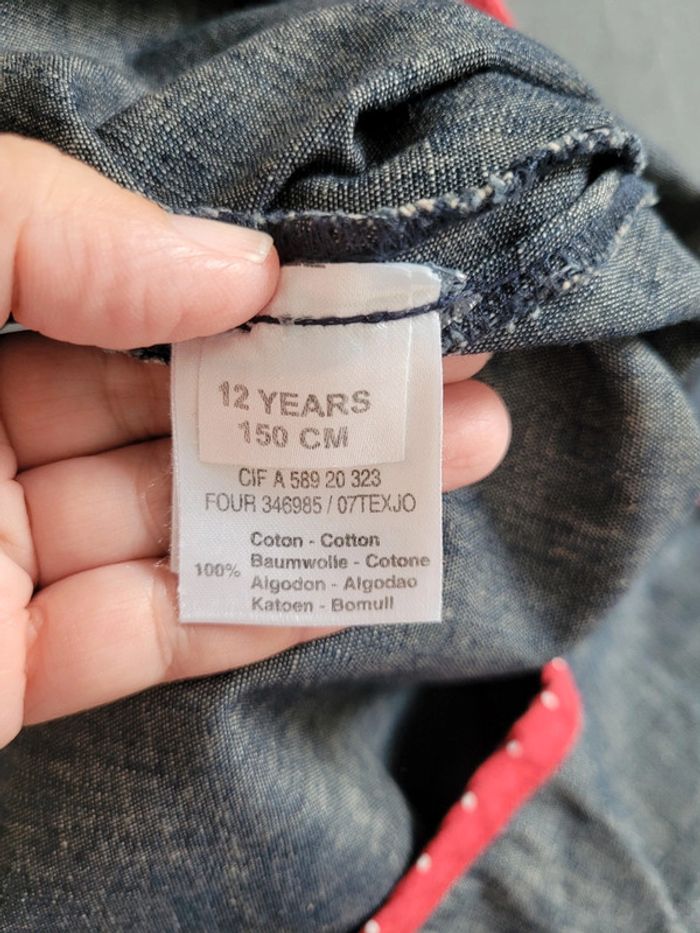 12 YEARS
150 CM
CIF A 589 20 323
FOUR 346985 / 07TEXJO
Coton - Cotton
100% Baumwolle - Cotone
Algodon - Algodao
Katoen - Bomull